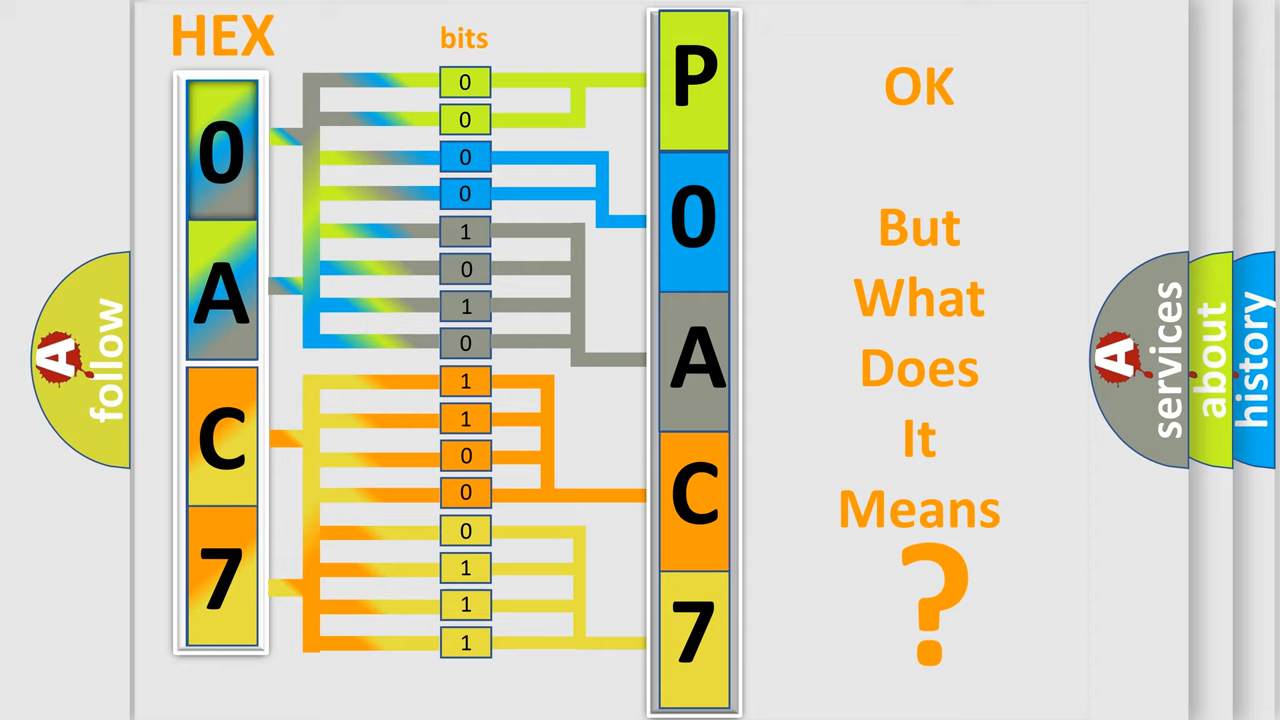 HEX
bits
0
A
C
7
0
0
0
0
1
0
1
0
1
1
0
0
0
1
1
1
P
0
A
C
7
OK
But
What
Does
It
Means
?
A
follow
A
services
about
history